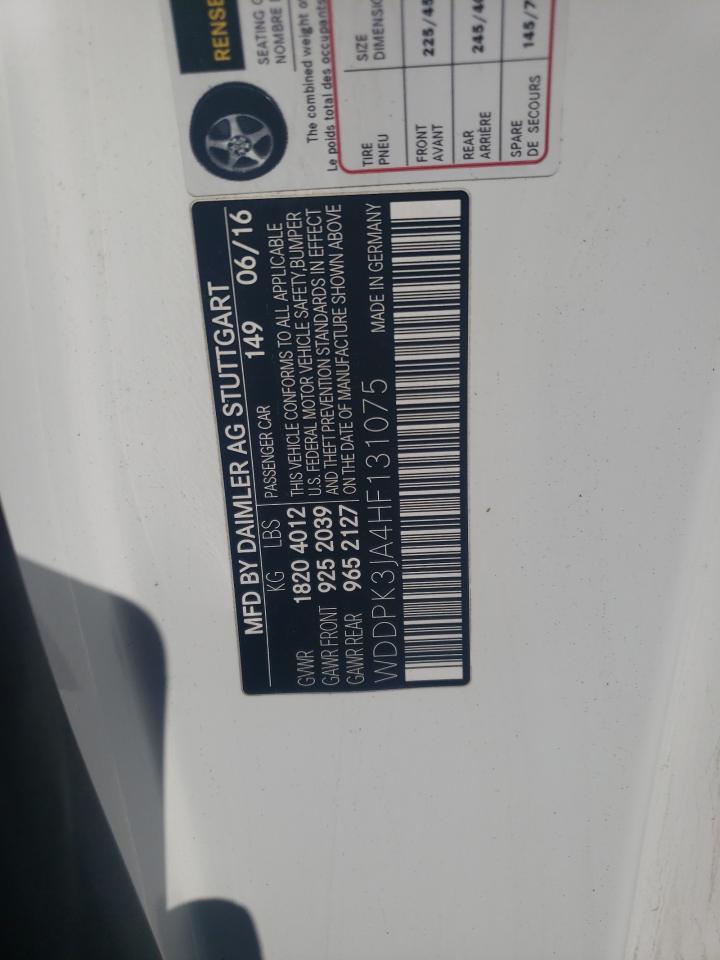 MFD BY DAIMLER AG STUTTGART
KG LBS PASSENGER CAR 149 06/16
GVWR 1820 4012 THIS VEHICLE CONFORMS TO ALL APPLICABLE
GAWR FRONT 925 2039 U.S. FEDERAL MOTOR VEHICLE SAFETY,BUMPER
AND THEFT PREVENTION STANDARDS IN EFFECT
GAWR REAR 965 2127 ON THE DATE OF MANUFACTURE SHOWN ABOVE
WDDPK3JA4HF131075 MADE IN GERMANY
RENSE
SEATING
NOMBRE
The combined weight of
Le poids total des occupants
TIRE SIZE
PNEU DIMENSIO
FRONT 225/45
AVANT
REAR 245/40
ARRIÈRE
SPARE 145/7
DE SECOURS